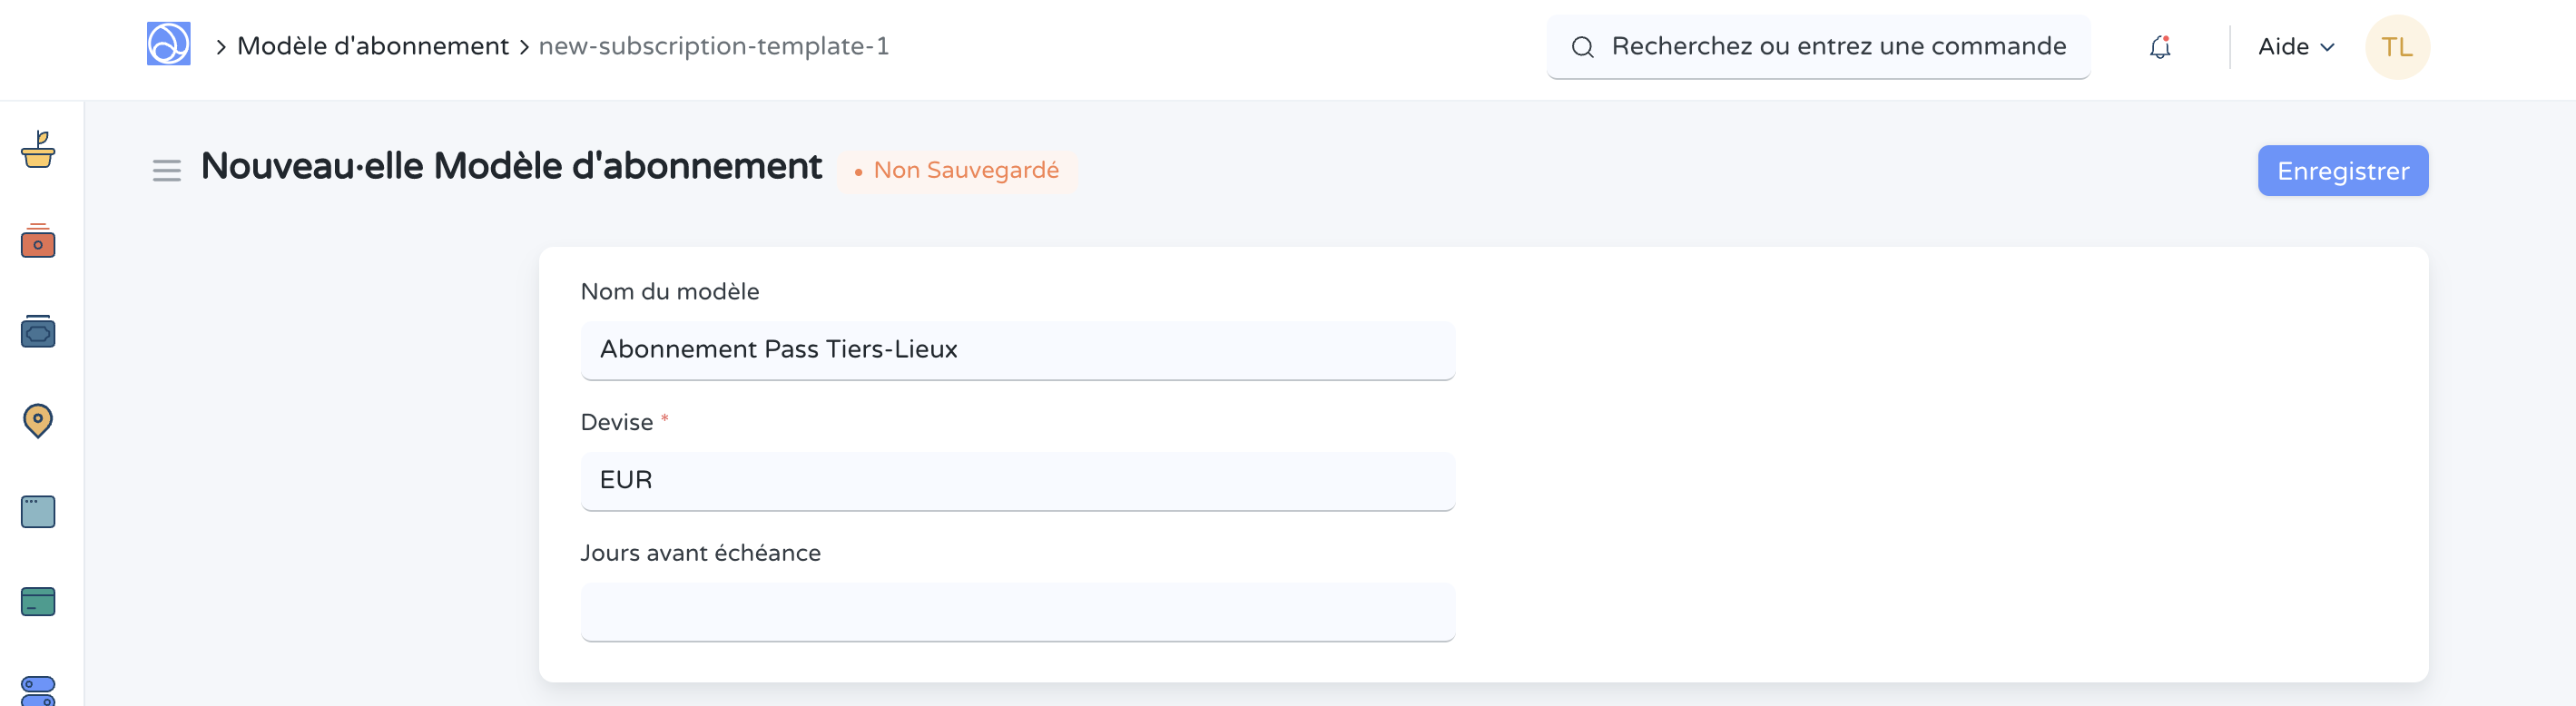 Modèle d'abonnement > new-subscription-template-1
Recherchez ou entrez une commande
Aide
TL
Nouveau·elle Modèle d'abonnement
Non Sauvegardé
Enregistrer
Nom du modèle
Abonnement Pass Tiers-Lieux
Devise *
EUR
Jours avant échéance